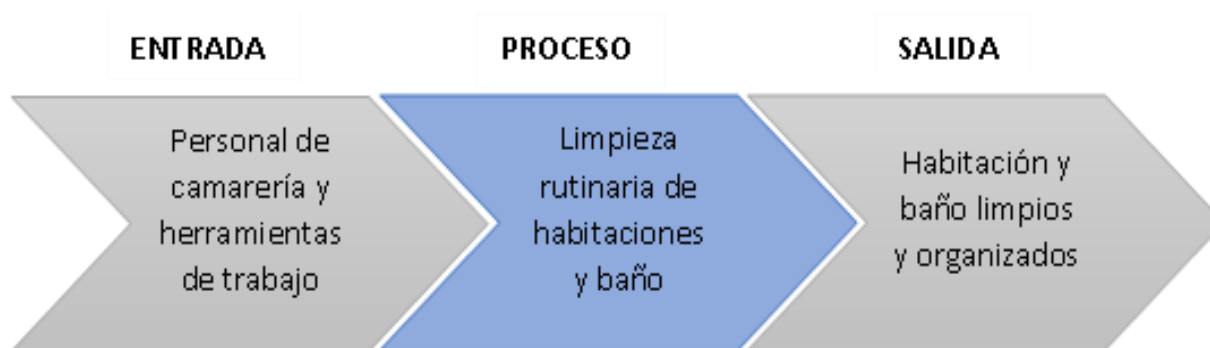 ENTRADA
PROCESO
SALIDA
Personal de
camarería y
herramientas
de trabajo
Limpieza
rutinaria de
habitaciones
y baño
Habitación y
baño limpios
y organizados